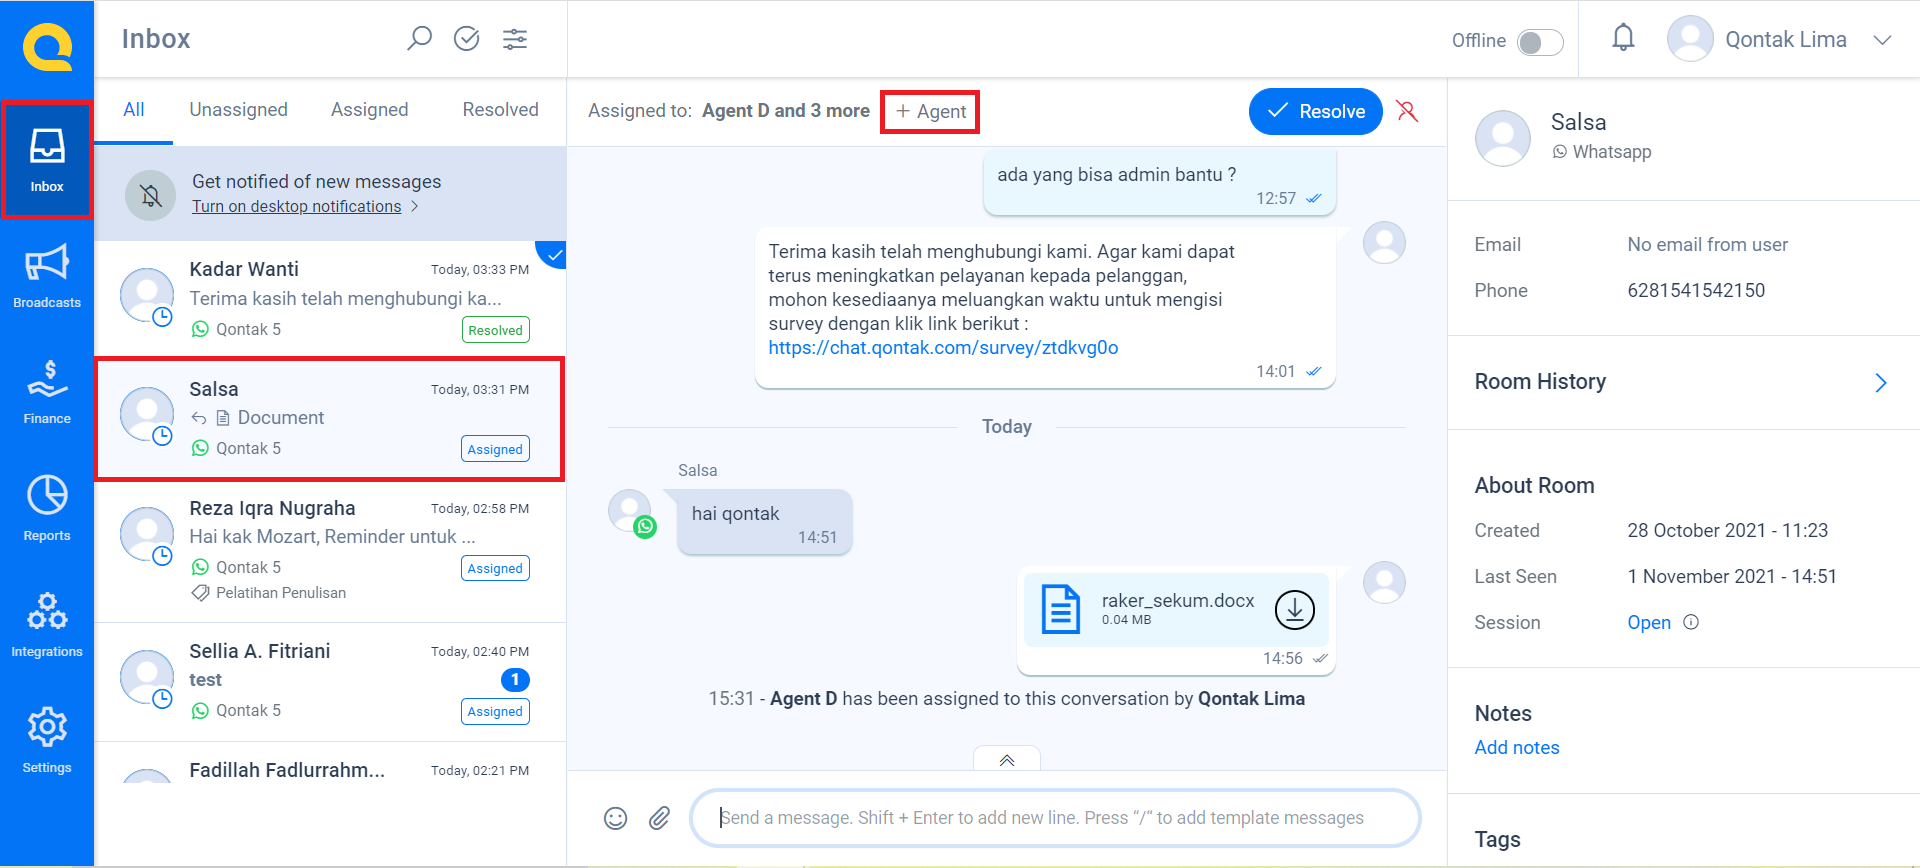 Inbox
Broadcasts
Finance
Reports
Integrations
Settings
Inbox
All
Unassigned
Assigned
Resolved
Get notified of new messages
Turn on desktop notifications
Kadar Wanti
Today, 03:33 PM
Terima kasih telah menghubungi ka...
Qontak 5
Resolved
Salsa
Today, 03:31 PM
Document
Qontak 5
Assigned
Reza Iqra Nugraha
Today, 02:58 PM
Hai kak Mozart, Reminder untuk ...
Qontak 5
Assigned
Pelatihan Penulisan
Sellia A. Fitriani
Today, 02:40 PM
test
1
Qontak 5
Assigned
Fadillah Fadlurrahm...
Today, 02:21 PM
Offline
Qontak Lima
Assigned to: Agent D and 3 more
+ Agent
Resolve
ada yang bisa admin bantu ?
12:57
Terima kasih telah menghubungi kami. Agar kami dapat
terus meningkatkan pelayanan kepada pelanggan,
mohon kesediaanya meluangkan waktu untuk mengisi
survey dengan klik link berikut :
https://chat.qontak.com/survey/ztdkvg0o
14:01
Today
Salsa
hai qontak
14:51
raker_sekum.docx
0.04 MB
14:56
15:31 - Agent D has been assigned to this conversation by Qontak Lima
Send a message. Shift + Enter to add new line. Press “/“ to add template messages
Salsa
Whatsapp
Email
No email from user
Phone
6281541542150
Room History
About Room
Created
28 October 2021 - 11:23
Last Seen
1 November 2021 - 14:51
Session
Open
Notes
Add notes
Tags